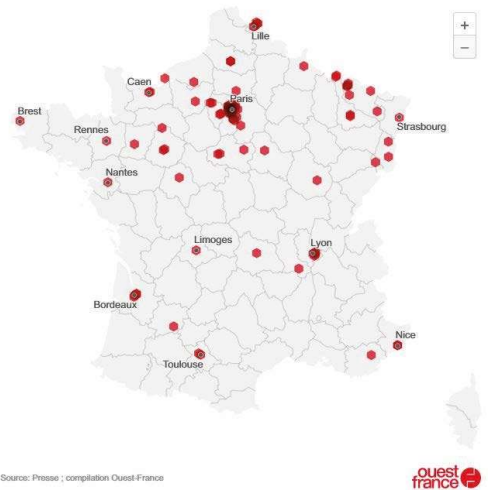 +
−
Lille
Caen
Paris
Brest
Rennes
Strasbourg
Nantes
Limoges
Lyon
Bordeaux
Nice
Toulouse
Source: Presse ; compilation Ouest-France
ouest
france